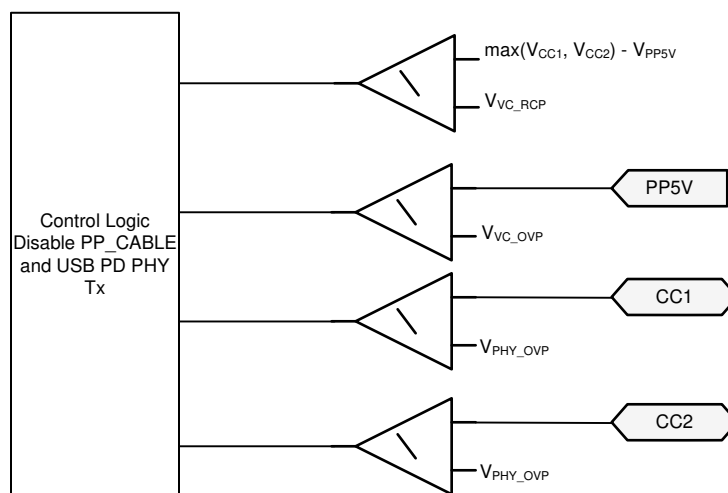 max(VCC1, VCC2) - VPP5V
VVC_RCP
PP5V
Control Logic
Disable PP_CABLE
and USB PD PHY
Tx
VVC_OVP
CC1
VPHY_OVP
CC2
VPHY_OVP